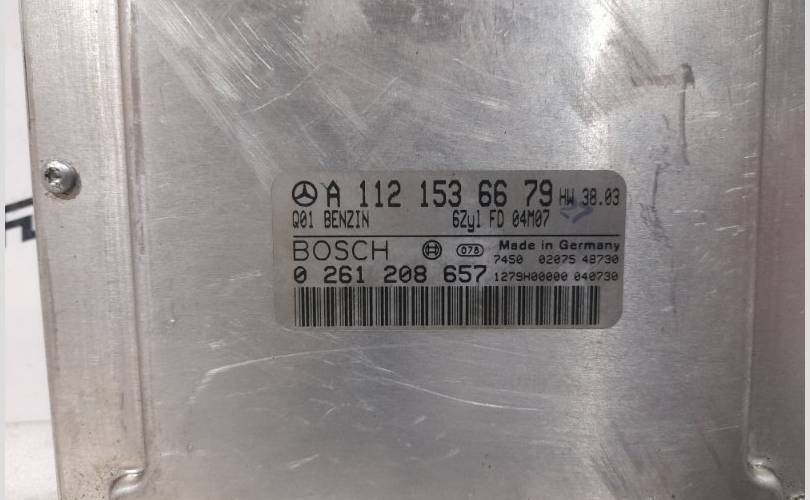 A 112 153 66 79 HW 38.03
Q01 BENZIN 6Zyl FD 04M07
BOSCH 078 Made in Germany
7450 02075 48730
0 261 208 657 1279H00000 040730